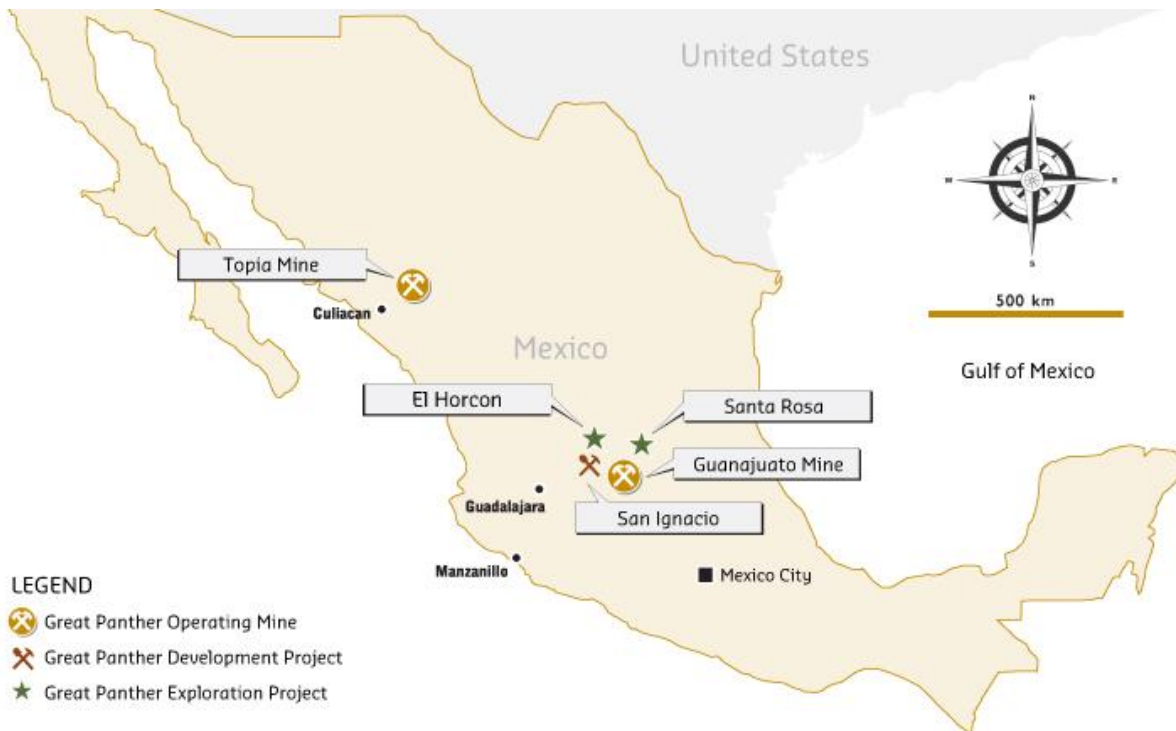 United States
N
W
E
S
Topia Mine
500 km
Culiacan
Mexico
Gulf of Mexico
El Horcon
Santa Rosa
Guanajuato Mine
Guadalajara
San Ignacio
Manzanillo
Mexico City
LEGEND
Great Panther Operating Mine
Great Panther Development Project
Great Panther Exploration Project